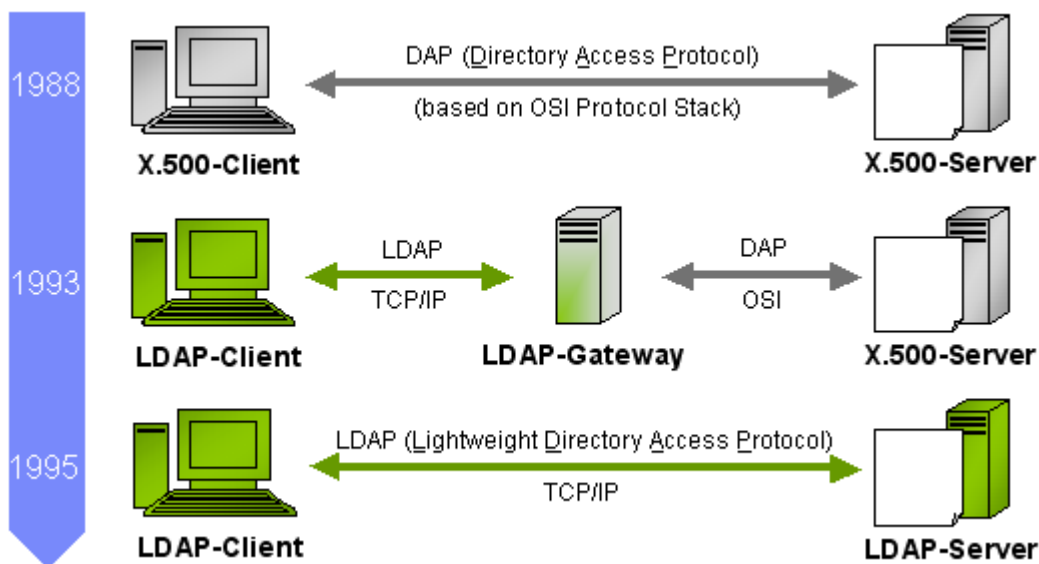 1988
DAP (Directory Access Protocol)
(based on OSI Protocol Stack)
X.500-Client
X.500-Server
1993
LDAP
TCP/IP
DAP
OSI
LDAP-Client
LDAP-Gateway
X.500-Server
1995
LDAP (Lightweight Directory Access Protocol)
TCP/IP
LDAP-Client
LDAP-Server